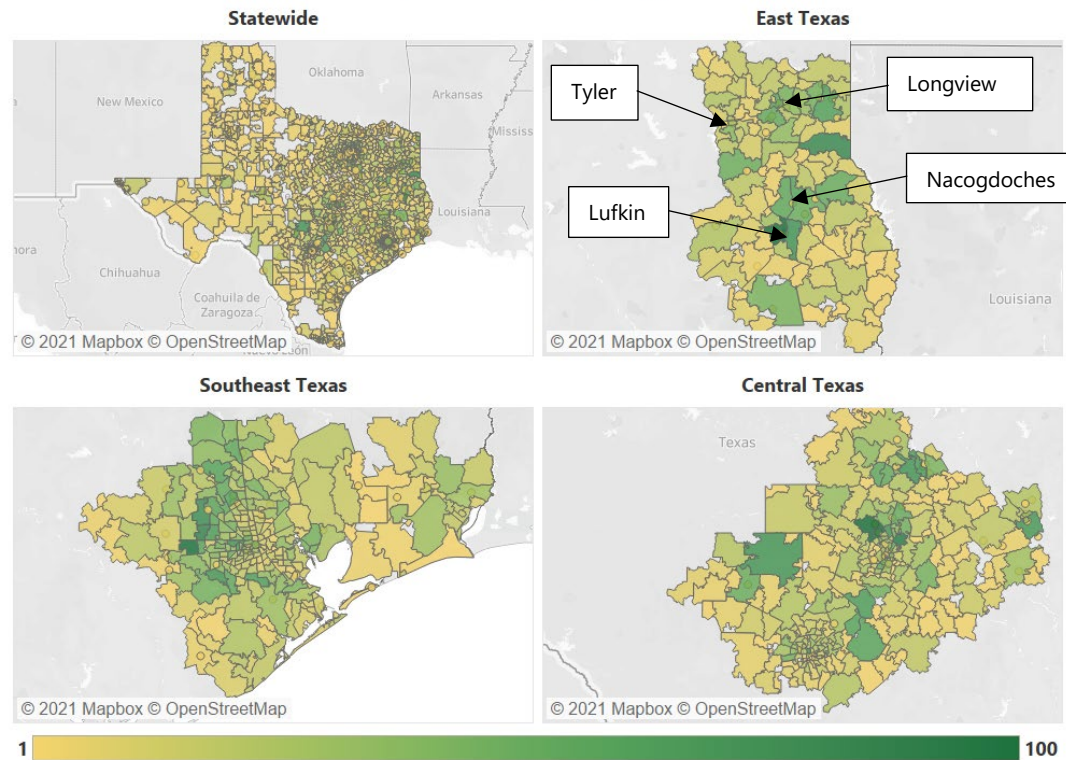 Statewide
East Texas
Oklahoma
New Mexico
Arkansas
Mississ
Louisiana
Chihuahua
Coahuila de
Zaragoza
© 2021 Mapbox © OpenStreetMap
Tyler
Longview
Nacogdoches
Lufkin
Louisiana
© 2021 Mapbox © OpenStreetMap
Southeast Texas
Central Texas
© 2021 Mapbox © OpenStreetMap
Texas
© 2021 Mapbox © OpenStreetMap
1
100